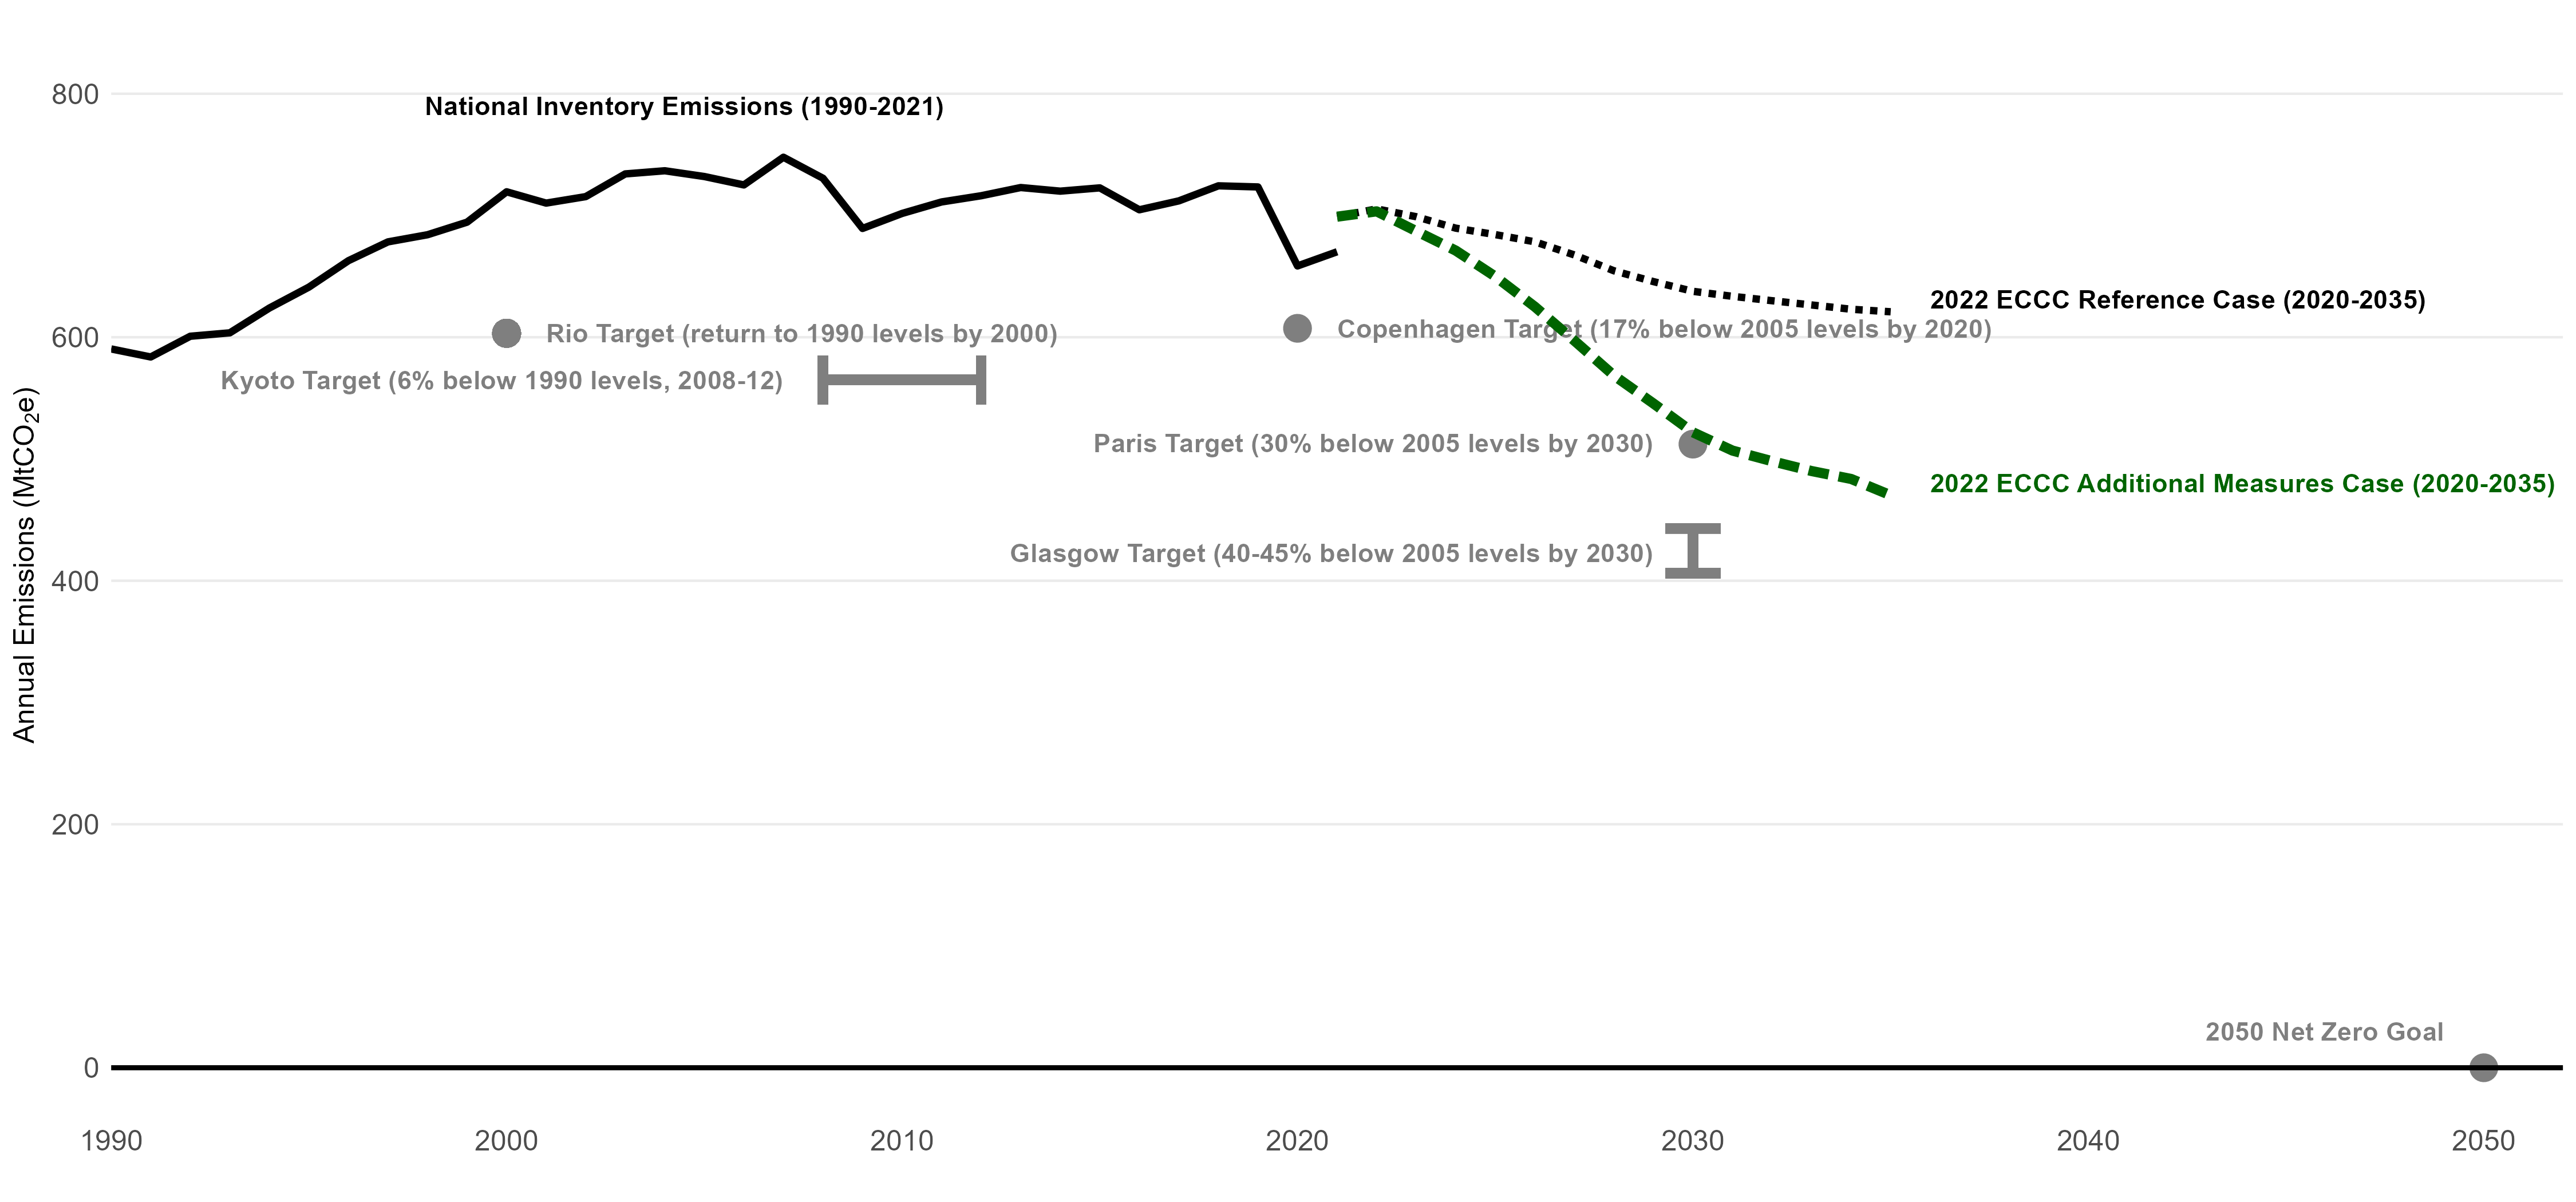 800
National Inventory Emissions (1990-2021)
2022 ECCC Reference Case (2020-2035)
600
Rio Target (return to 1990 levels by 2000)
Copenhagen Target (17% below 2005 levels by 2020)
Kyoto Target (6% below 1990 levels, 2008-12)
Paris Target (30% below 2005 levels by 2030)
2022 ECCC Additional Measures Case (2020-2035)
Glasgow Target (40-45% below 2005 levels by 2030)
400
Annual Emissions (MtCO₂e)
200
2050 Net Zero Goal
0
1990 2000 2010 2020 2030 2040 2050